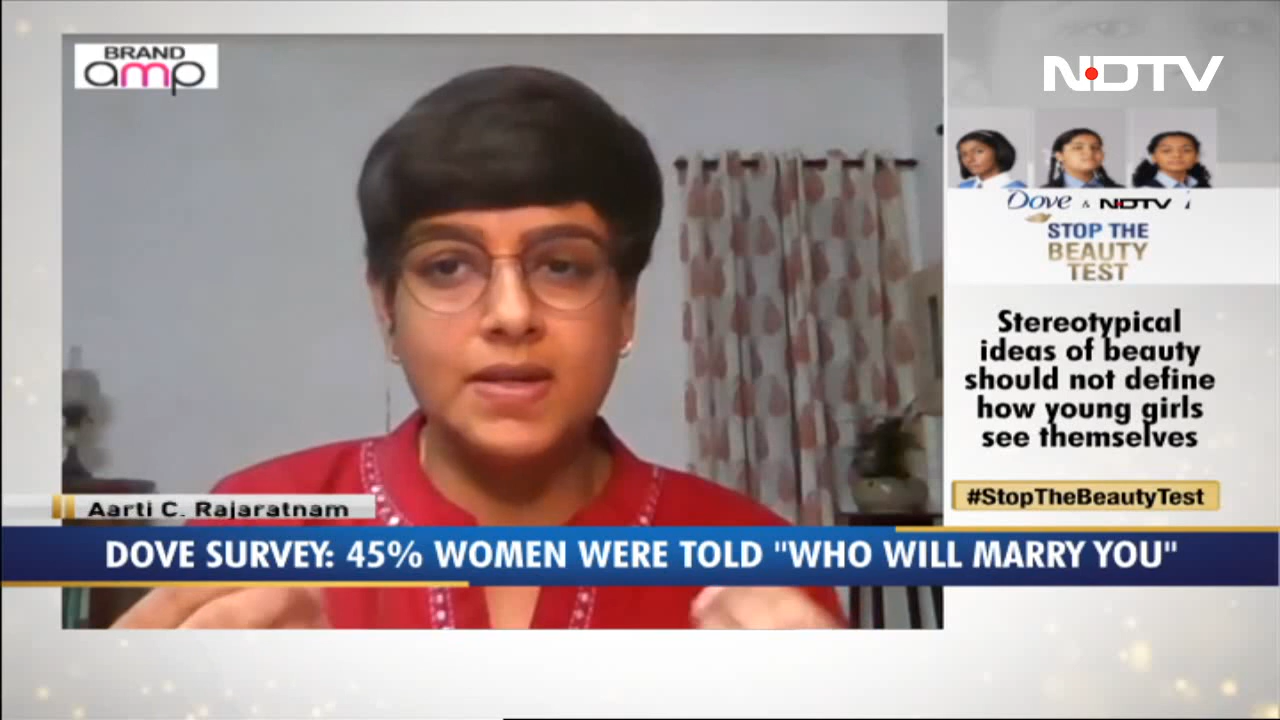 BRAND
amp
NDTV
Dove & NDTV
STOP THE
BEAUTY
TEST
Stereotypical
ideas of beauty
should not define
how young girls
see themselves
#StopTheBeautyTest
Aarti C. Rajaratnam
DOVE SURVEY: 45% WOMEN WERE TOLD "WHO WILL MARRY YOU"